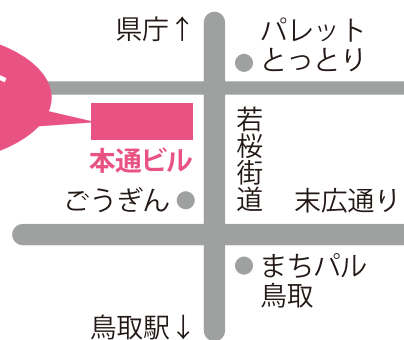 県庁↑
パレット
とっとり
本通ビル
ごうぎん
若桜街道
末広通り
まちパル
鳥取
鳥取駅↓